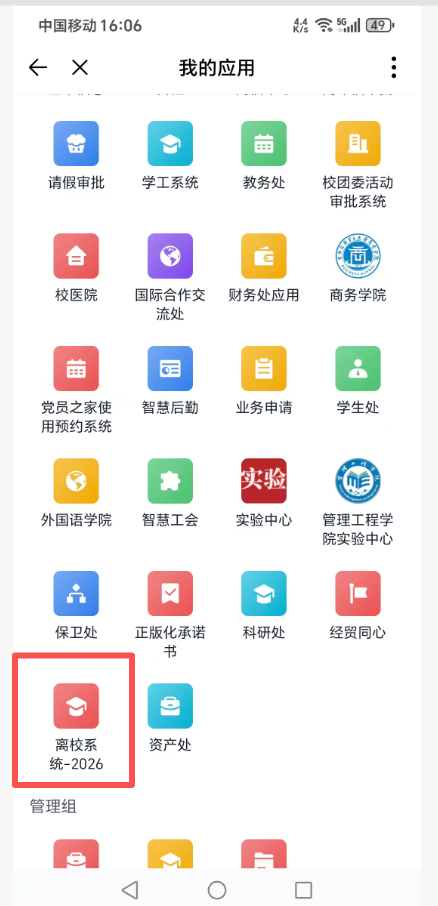 中国移动 16:06
4.4 K/s 5G 49
我的应用
请假审批 学工系统 教务处 校团委活动
审批系统
校医院 国际合作交 财务处应用 商务学院
流处
党员之家使 智慧后勤 业务申请 学生处
用预约系统
实验
外国语学院 智慧工会 实验中心 管理工程学
院实验中心
保卫处 正版化承诺 科研处 经贸同心
书
离校系 资产处
统-2026
管理组